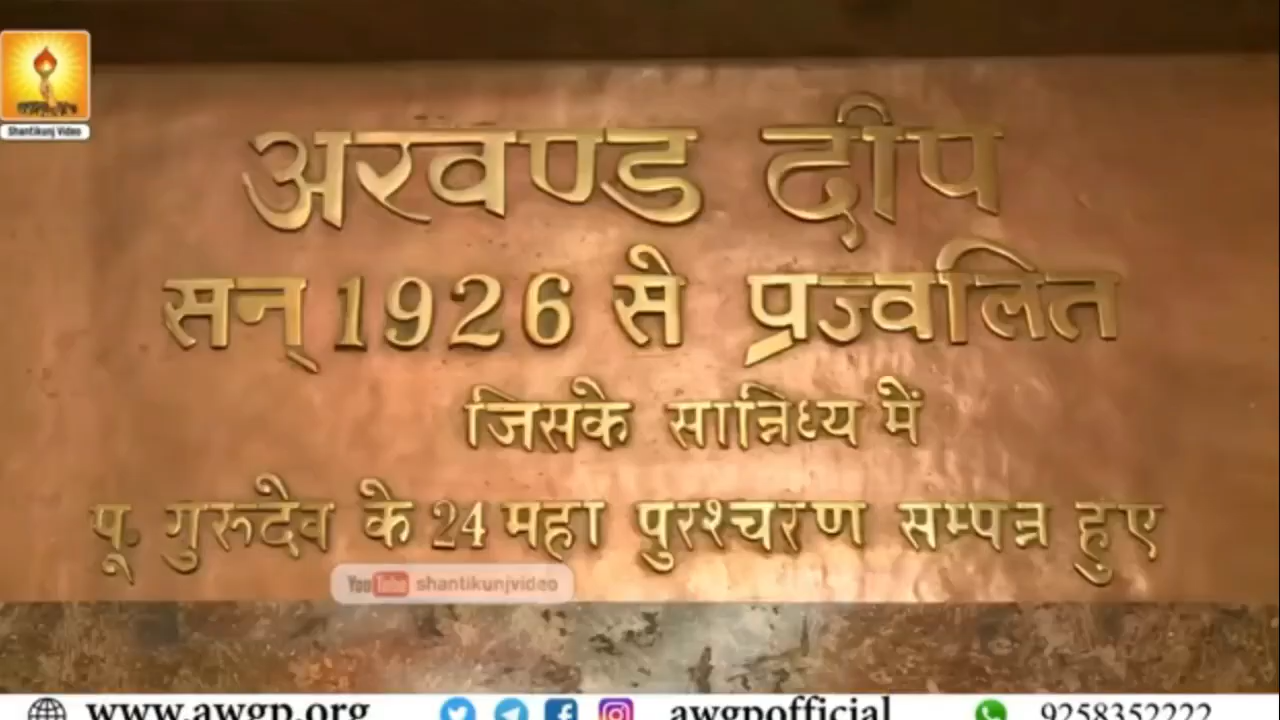 Shantikunj Video
अखण्ड दीप
सन् 1926 से प्रज्वलित
जिसके सान्निध्य में
पू. गुरुदेव के 24 महा पुरश्चरण सम्पन्न हुए
YouTube shantikunjvideo
www.awgp.org awgpofficial 9258352222